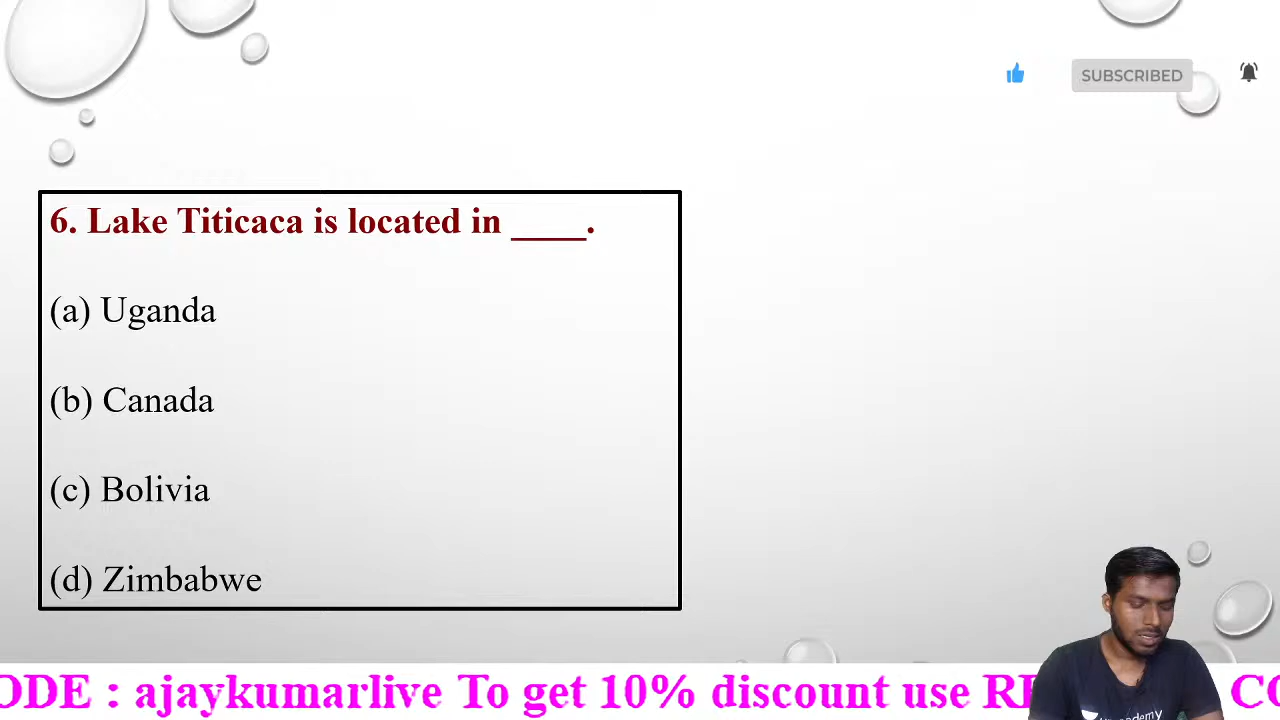 SUBSCRIBED
6. Lake Titicaca is located in ____.
(a) Uganda
(b) Canada
(c) Bolivia
(d) Zimbabwe
ODE : ajaykumarlive To get 10% discount use